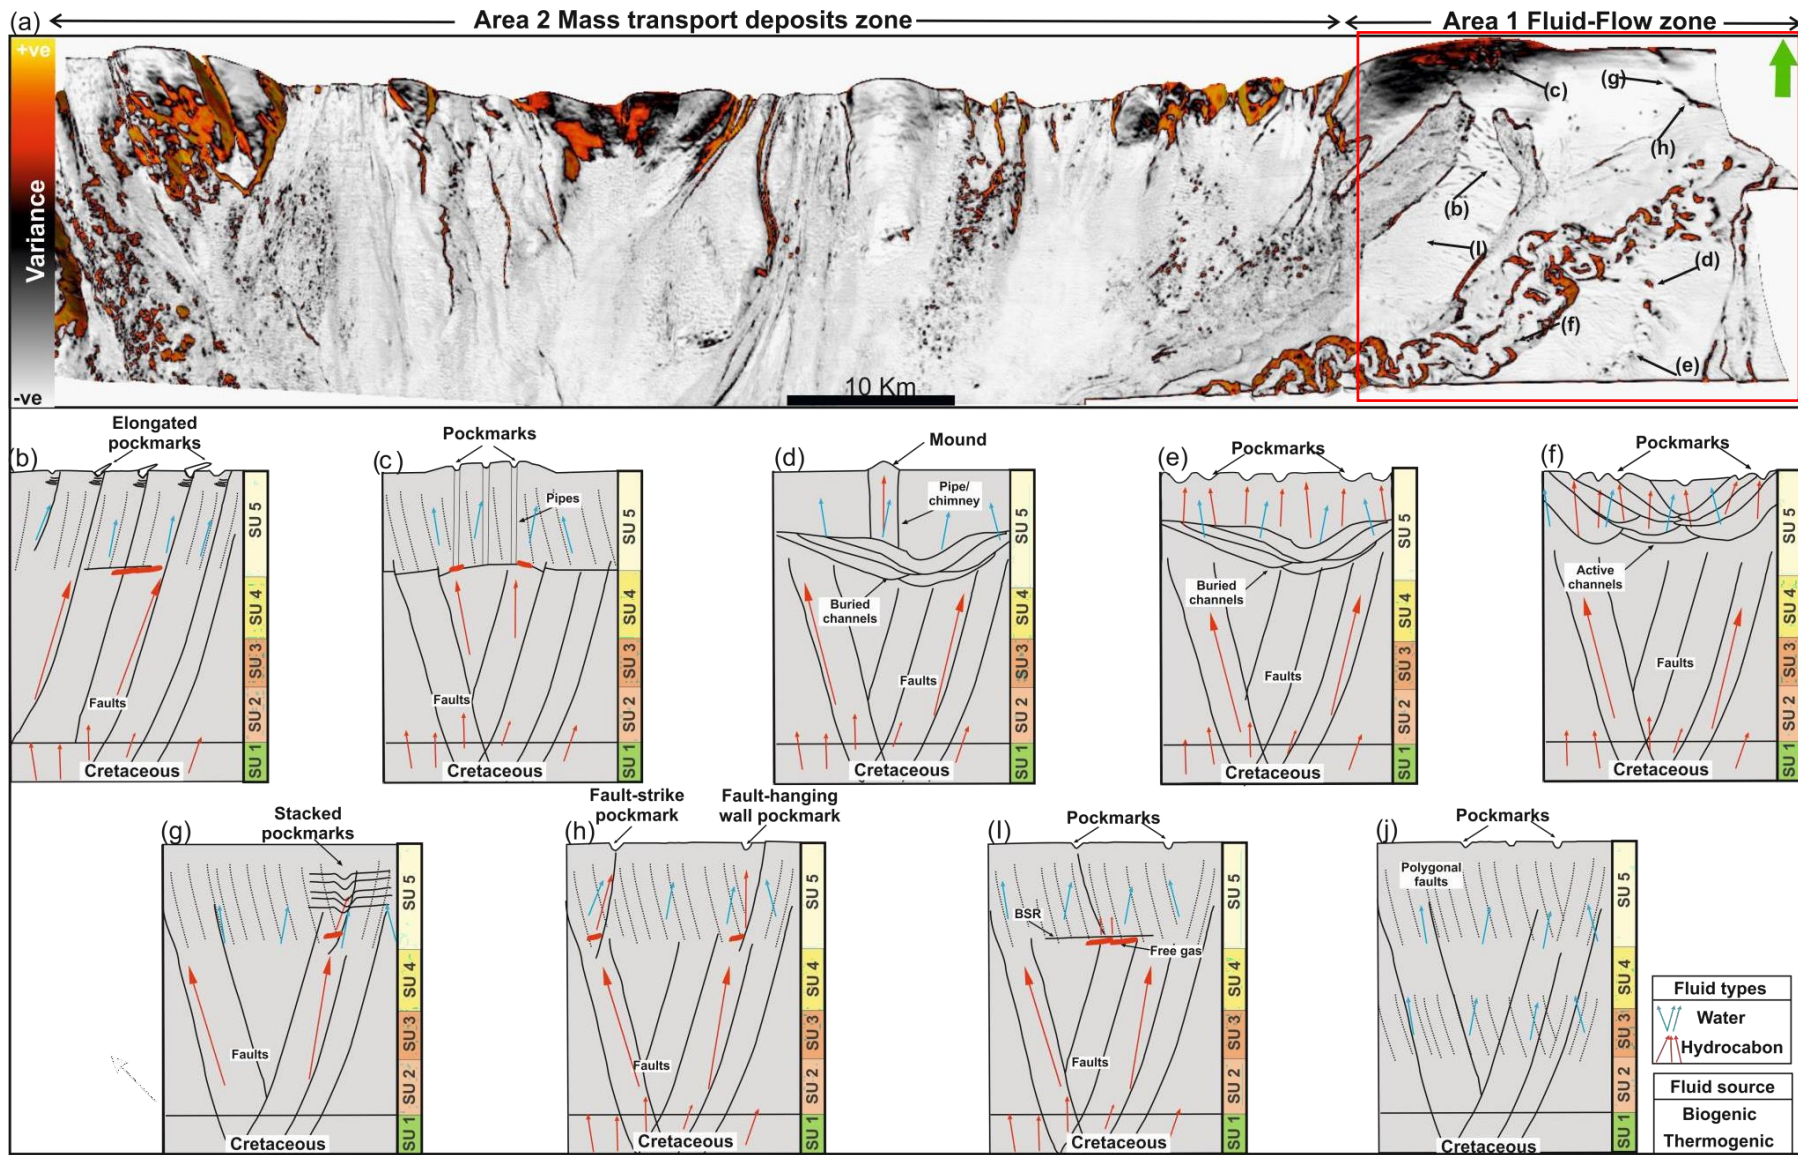 (a)
Area 2 Mass transport deposits zone
Area 1 Fluid-Flow zone
+ve
Variance
-ve
(c)
(g)
(h)
(b)
(I)
(d)
(f)
(e)
10 Km
(b)
Elongated
pockmarks
Faults
Cretaceous
SU 5
SU 4
SU 3
SU 2
SU 1
(c)
Pockmarks
Pipes
Faults
Cretaceous
SU 5
SU 4
SU 3
SU 2
SU 1
(d)
Mound
Pipe/
chimney
Buried
channels
Faults
Cretaceous
SU 5
SU 4
SU 3
SU 2
SU 1
(e)
Pockmarks
Buried
channels
Faults
Cretaceous
SU 5
SU 4
SU 3
SU 2
SU 1
(f)
Pockmarks
Active
channels
Faults
Cretaceous
SU 5
SU 4
SU 3
SU 2
SU 1
(g)
Stacked
pockmarks
Faults
Cretaceous
SU 5
SU 4
SU 3
SU 2
SU 1
(h)
Fault-strike
pockmark
Fault-hanging
wall pockmark
Faults
Cretaceous
SU 5
SU 4
SU 3
SU 2
SU 1
(I)
Pockmarks
BSR
Free gas
Faults
Cretaceous
SU 5
SU 4
SU 3
SU 2
SU 1
(j)
Pockmarks
Polygonal
faults
Cretaceous
SU 5
SU 4
SU 3
SU 2
SU 1
Fluid types
Water
Hydrocabon
Fluid source
Biogenic
Thermogenic